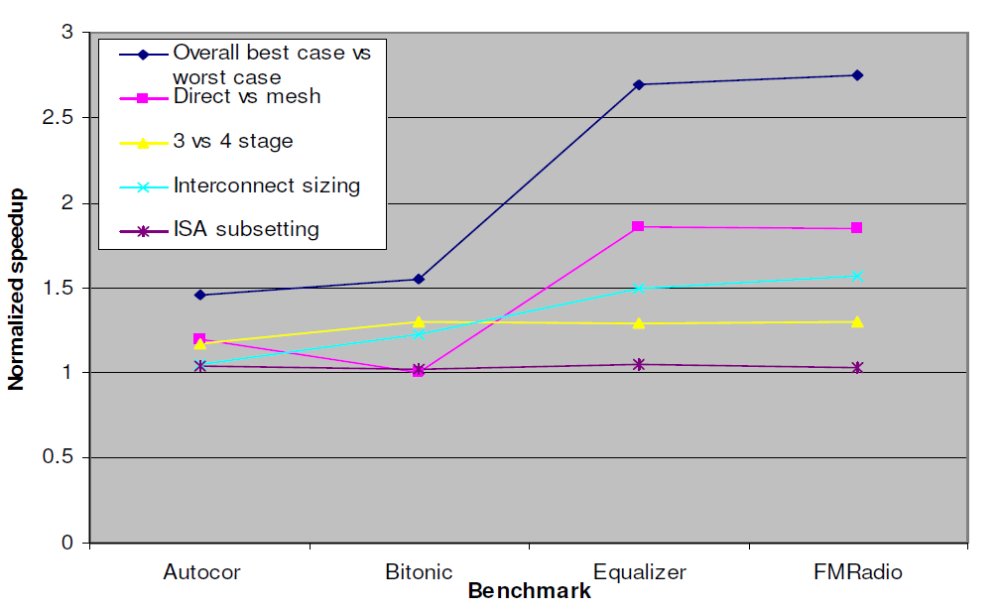 3
2.5
2
1.5
1
0.5
0
Normalized speedup
Overall best case vs
worst case
Direct vs mesh
3 vs 4 stage
Interconnect sizing
ISA subsetting
Autocor
Bitonic
Equalizer
FMRadio
Benchmark